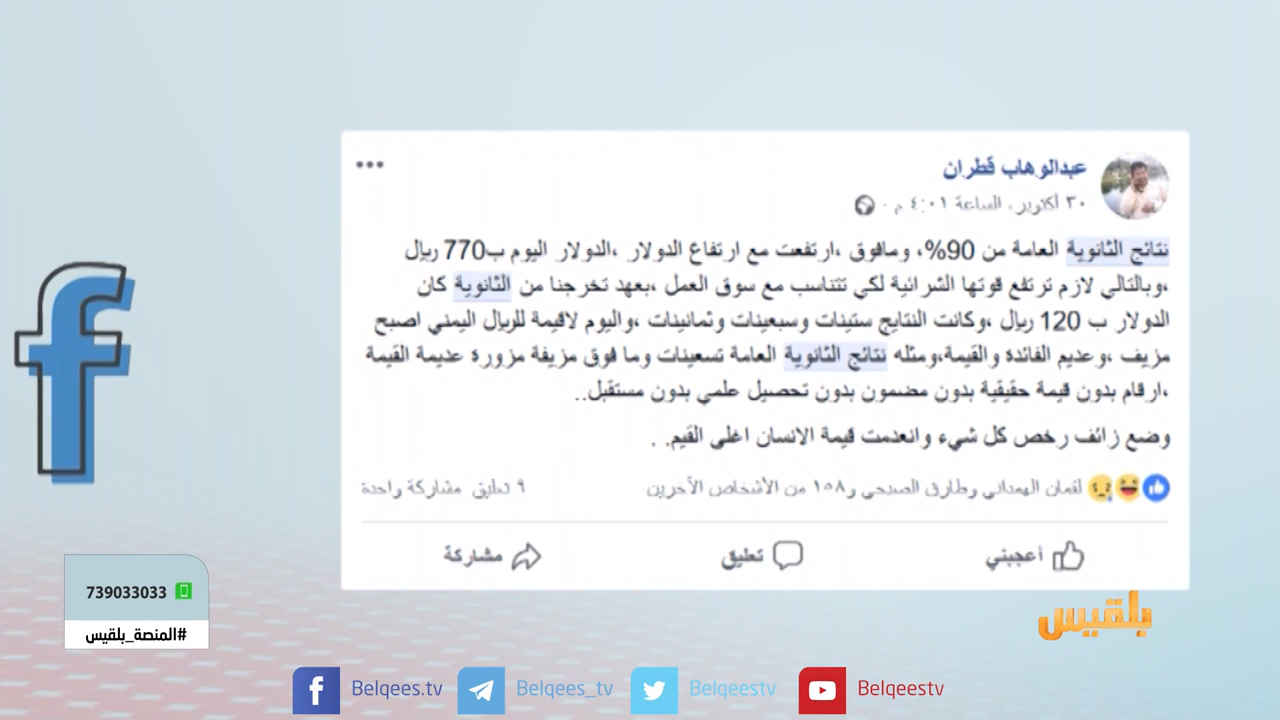 عبدالوهاب قطران
٣٠ أكتوبر، الساعة ٤:٠١ م ·
نتائج الثانوية العامة من 90%، ومافوق ،ارتفعت مع ارتفاع الدولار ،الدولار اليوم ب770 ريال
،وبالتالي لازم ترتفع قوتها الشرائية لكي تتناسب مع سوق العمل ،بعهد تخرجنا من الثانوية كان
الدولار ب 120 ريال ،وكانت النتايج ستينات وسبعينات وثمانينات ،واليوم لاقيمة للريال اليمني اصبح
مزيف ،وعديم الفائدة والقيمة،ومثله نتائج الثانوية العامة تسعينات وما فوق مزيفة مزورة عديمة القيمة
،ارقام بدون قيمة حقيقية بدون مضمون بدون تحصيل علمي بدون مستقبل..
وضع زائف رخص كل شيء وانعدمت قيمة الانسان اغلى القيم. .
لقمان الهمداني وطارق الصبحي و١٥٨ من الأشخاص الآخرين
٩ تعليق مشاركة واحدة
أعجبني تعليق مشاركة
739033033
#المنصة_بلقيس
بلقيس
Belqees.tv Belqees_tv Belqeestv Belqeestv